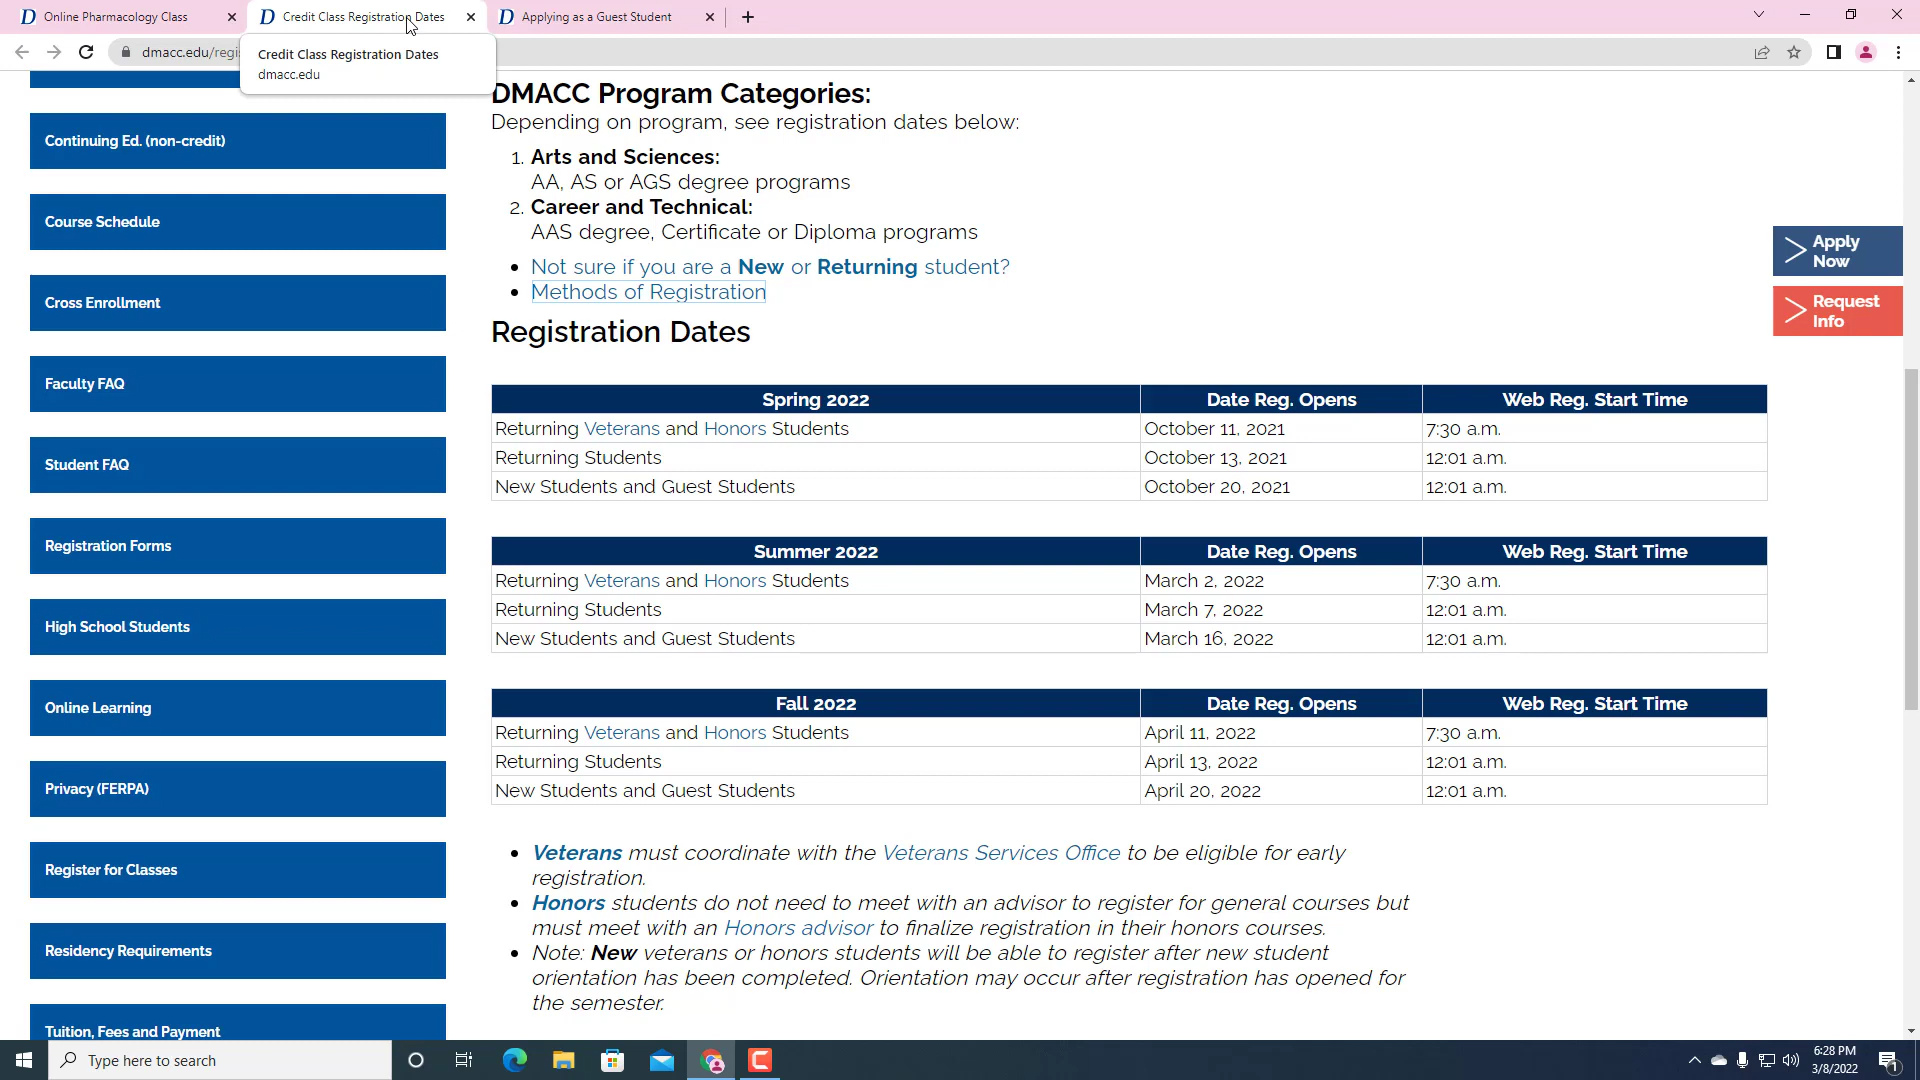 Online Pharmacology Class
Credit Class Registration Dates
Applying as a Guest Student
dmacc.edu/regi
Credit Class Registration Dates
dmacc.edu
Continuing Ed. (non-credit)
Course Schedule
Cross Enrollment
Faculty FAQ
Student FAQ
Registration Forms
High School Students
Online Learning
Privacy (FERPA)
Register for Classes
Residency Requirements
Tuition, Fees and Payment
DMACC Program Categories:
Depending on program, see registration dates below:
1. Arts and Sciences:
AA, AS or AGS degree programs
2. Career and Technical:
AAS degree, Certificate or Diploma programs
• Not sure if you are a New or Returning student?
• Methods of Registration
Registration Dates
Spring 2022 Date Reg. Opens Web Reg. Start Time
Returning Veterans and Honors Students October 11, 2021 7:30 a.m.
Returning Students October 13, 2021 12:01 a.m.
New Students and Guest Students October 20, 2021 12:01 a.m.
Summer 2022 Date Reg. Opens Web Reg. Start Time
Returning Veterans and Honors Students March 2, 2022 7:30 a.m.
Returning Students March 7, 2022 12:01 a.m.
New Students and Guest Students March 16, 2022 12:01 a.m.
Fall 2022 Date Reg. Opens Web Reg. Start Time
Returning Veterans and Honors Students April 11, 2022 7:30 a.m.
Returning Students April 13, 2022 12:01 a.m.
New Students and Guest Students April 20, 2022 12:01 a.m.
• Veterans must coordinate with the Veterans Services Office to be eligible for early
registration.
• Honors students do not need to meet with an advisor to register for general courses but
must meet with an Honors advisor to finalize registration in their honors courses.
• Note: New veterans or honors students will be able to register after new student
orientation has been completed. Orientation may occur after registration has opened for
the semester.
Apply
Now
Request
Info
Type here to search
6:28 PM
3/8/2022
1